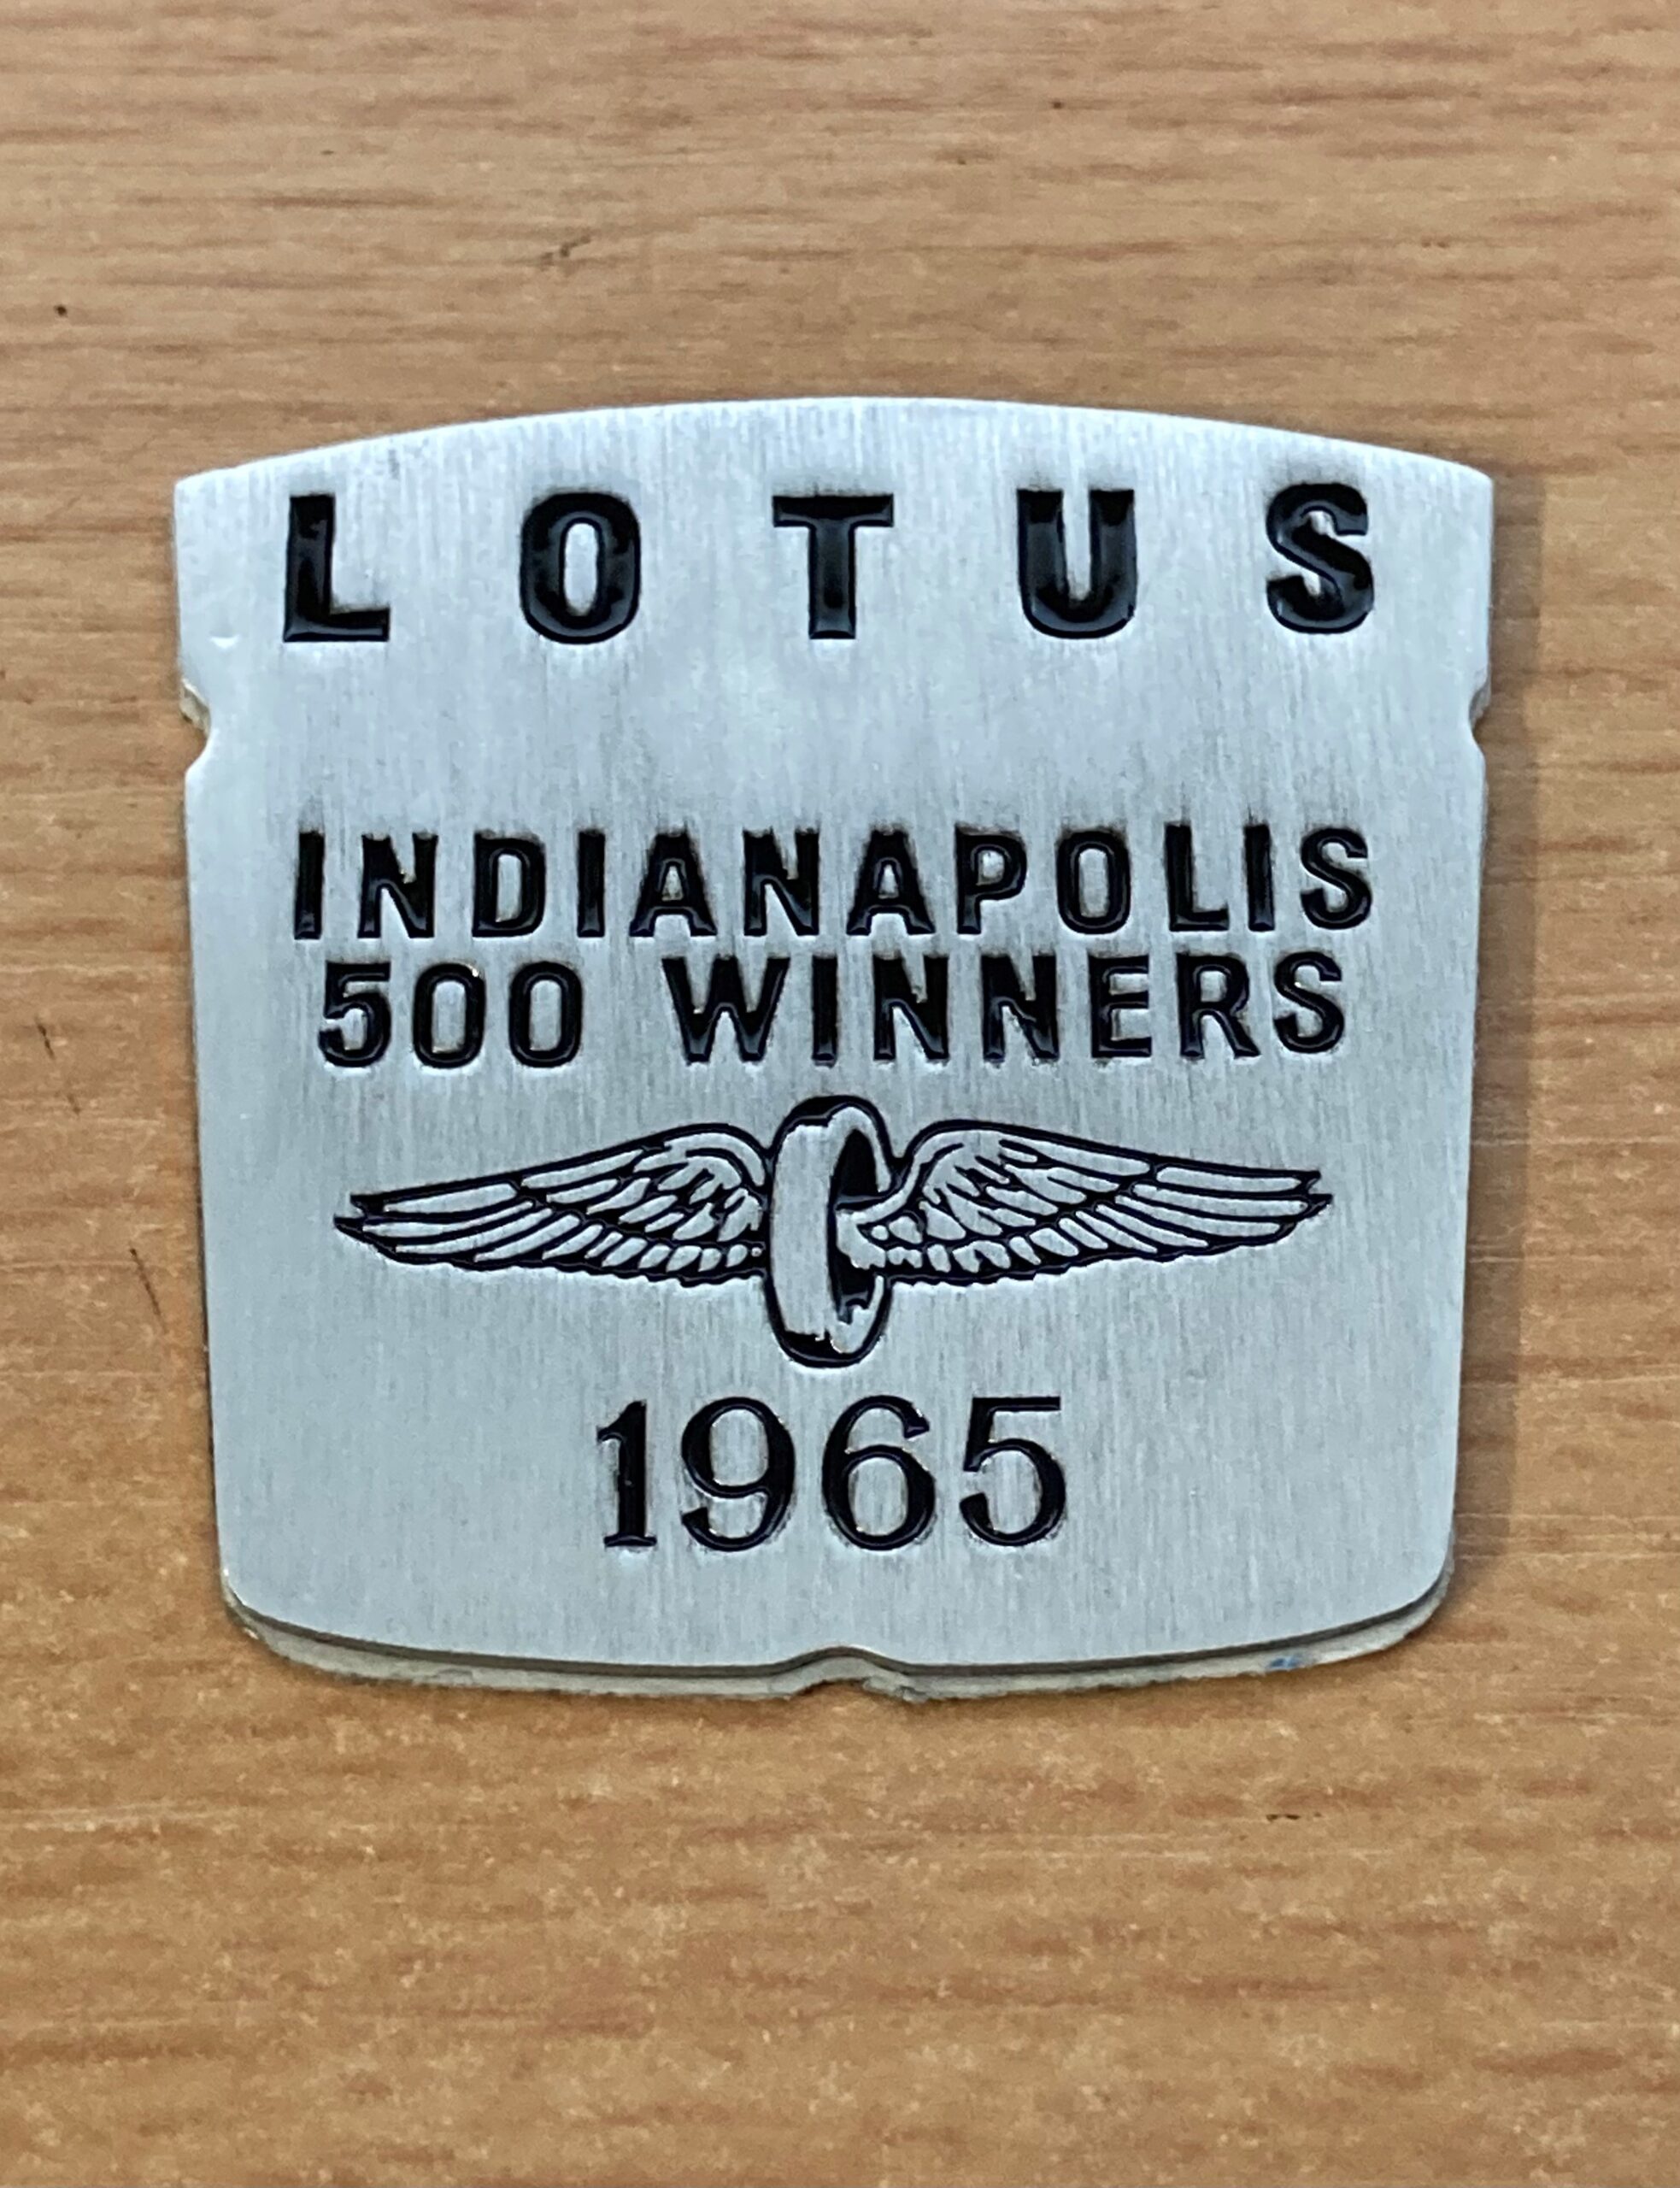 LOTUS
INDIANAPOLIS
500 WINNERS
1965